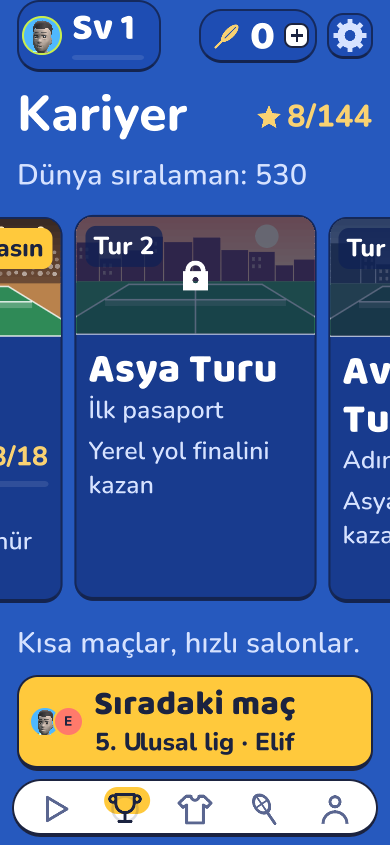 Sv 1
0
Kariyer
8/144
Dünya sıralaman: 530
Tur 2
Tur
Asya Turu
İlk pasaport
Yerel yol finalini
kazan
/18
Kısa maçlar, hızlı salonlar.
Sıradaki maç
E
5. Ulusal lig · Elif